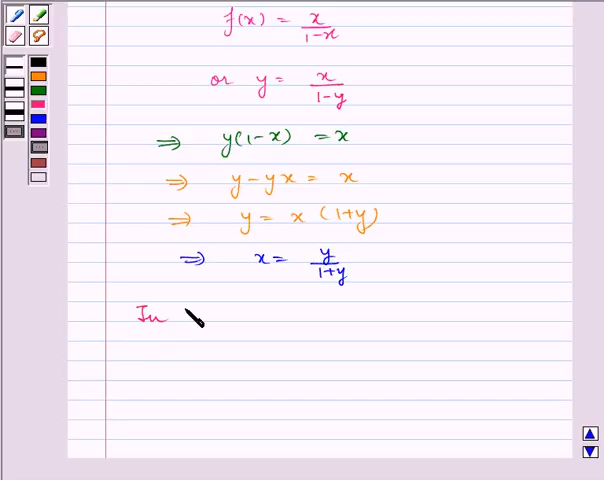 f(x) = x/(1-x)
or y = x/(1-y)
⇒ y(1-x) = x
⇒ y-yx = x
⇒ y = x (1+y)
⇒ x = y/(1+y)
In